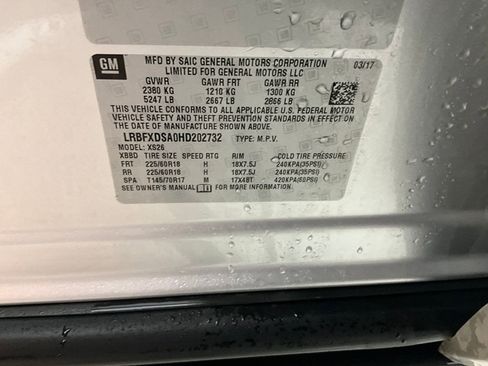 GM
MFD BY SAIC GENERAL MOTORS CORPORATION 03/17
LIMITED FOR GENERAL MOTORS LLC
GVWR GAWR FRT GAWR RR
2380 KG 1210 KG 1300 KG
5247 LB 2667 LB 2866 LB
THIS VEHICLE CONFORMS TO ALL APPLICABLE U.S. FEDERAL MOTOR
VEHICLE SAFETY AND THEFT PREVENTION STANDARDS IN EFFECT ON
THE DATE OF MANUFACTURE SHOWN ABOVE.
LRBFXDSA0HD202732 TYPE: M.P.V.
MODEL: XS26
XBBD TIRE SIZE SPEED RTG RIM COLD TIRE PRESSURE
FRT 225/60R18 H 18X7.5J 240KPA(35PSI)
RR 225/60R18 H 18X7.5J 240KPA(35PSI)
SPA T145/70R17 M 17X4BT 420KPA(60PSI)
SEE OWNER'S MANUAL FOR MORE INFORMATION.